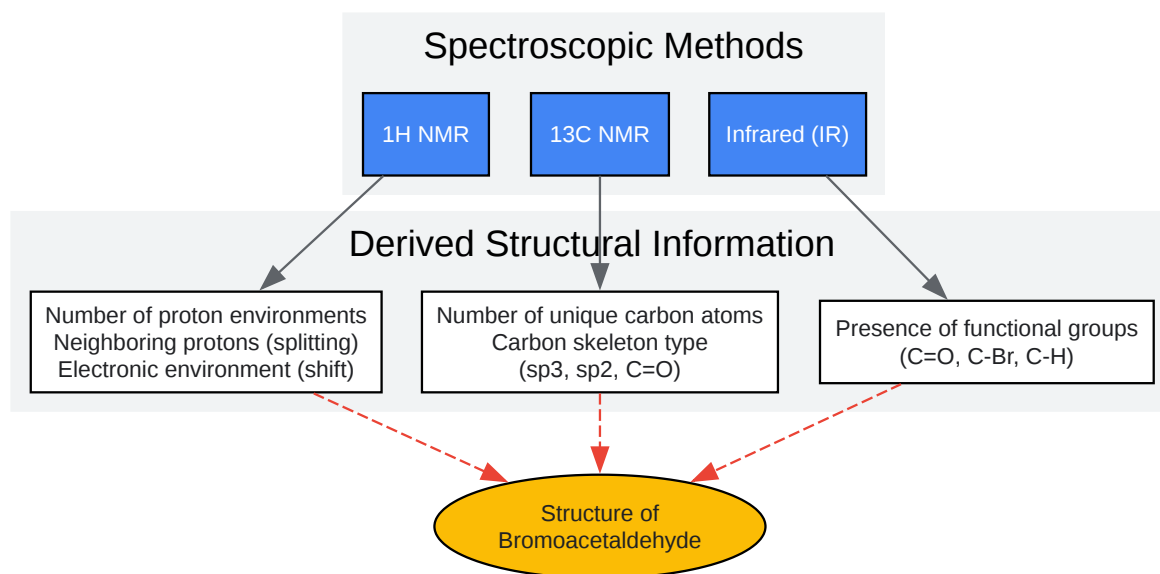 Spectroscopic Methods
1H NMR
13C NMR
Infrared (IR)
Derived Structural Information
Number of proton environments
Neighboring protons (splitting)
Electronic environment (shift)
Number of unique carbon atoms
Carbon skeleton type
(sp3, sp2, C=O)
Presence of functional groups
(C=O, C-Br, C-H)
Structure of
Bromoacetaldehyde